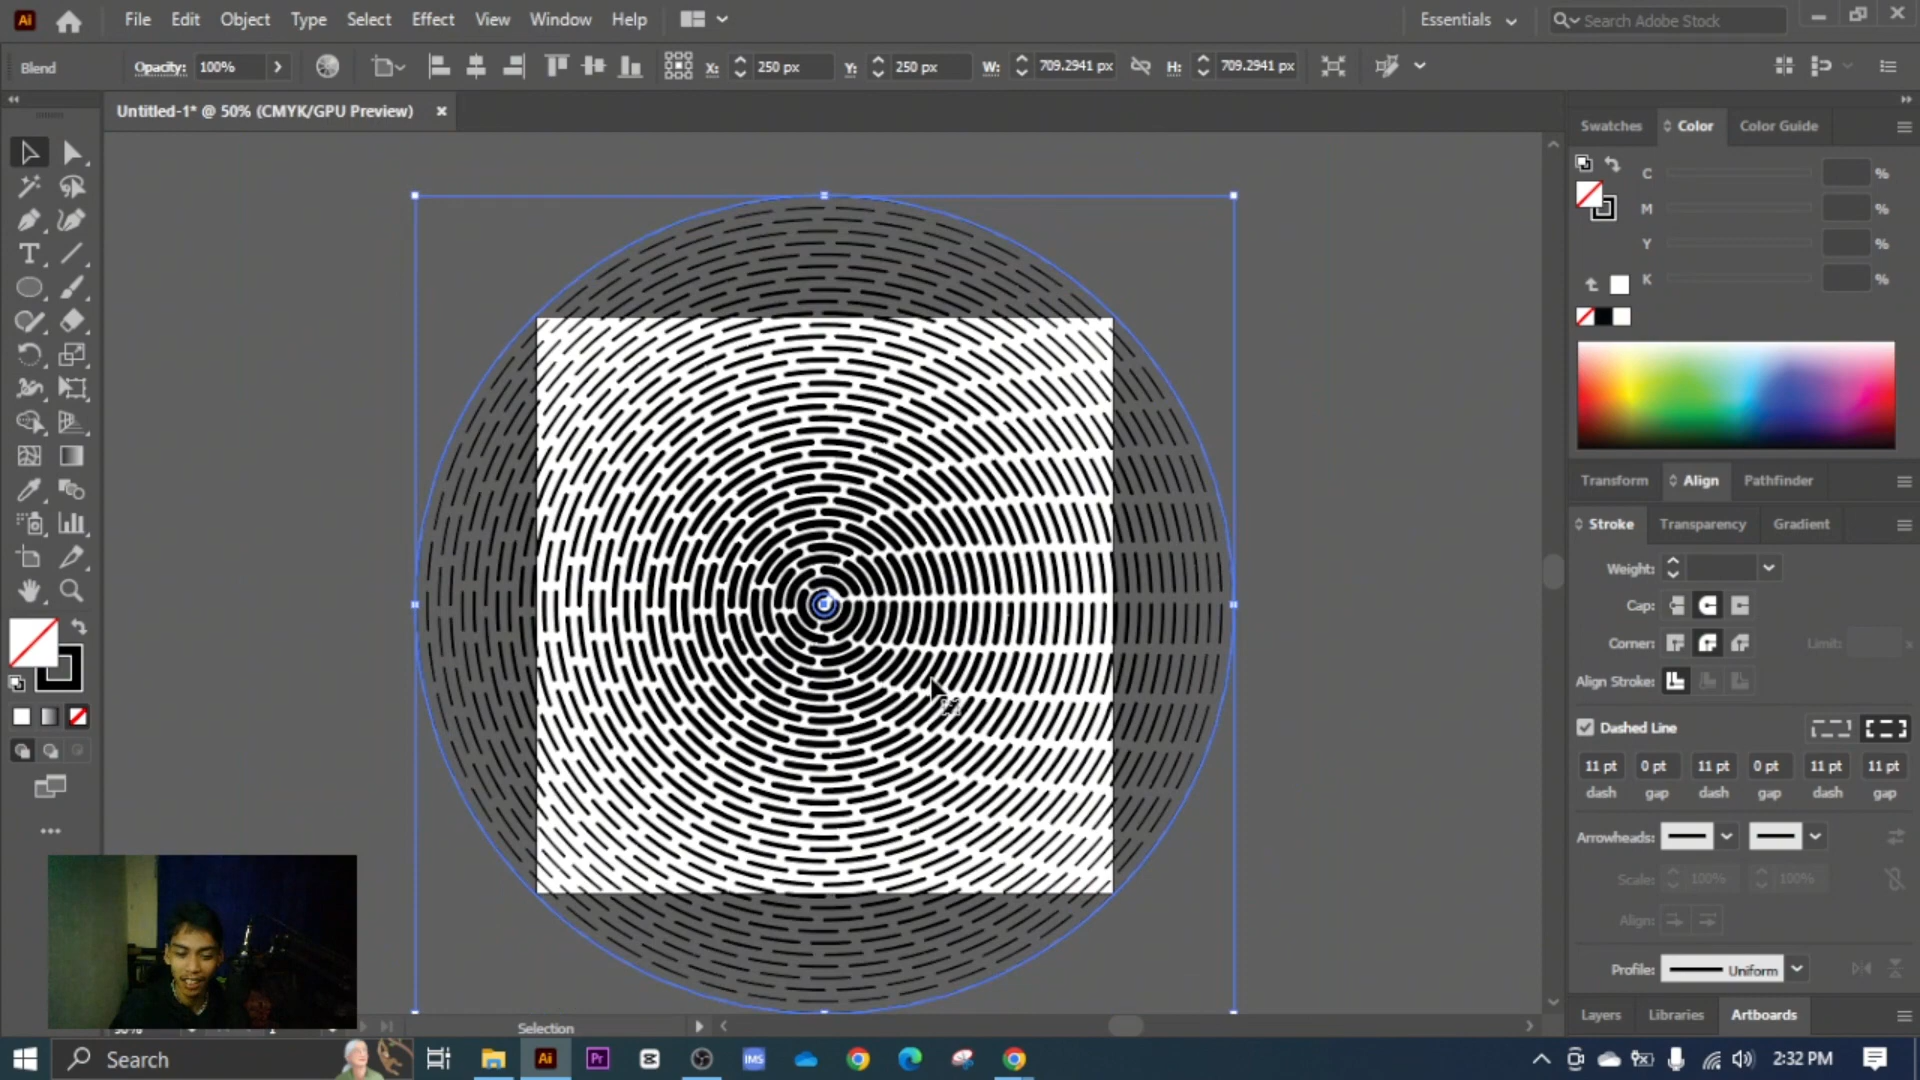 Ai File Edit Object Type Select Effect View Window Help Essentials Search Adobe Stock
Blend Opacity: 100% X: 250 px Y: 250 px W: 709.2941 px H: 709.2941 px
Untitled-1* @ 50% (CMYK/GPU Preview)
Swatches Color Color Guide
C %
M %
Y %
K %
Transform Align Pathfinder
Stroke Transparency Gradient
Weight:
Cap:
Corner: Limit:
Align Stroke:
Dashed Line
11 pt 0 pt 11 pt 0 pt 11 pt 11 pt
dash gap dash gap dash gap
Arrowheads:
Scale: 100% 100%
Align:
Profile: Uniform
Layers Libraries Artboards
Selection
Search Ai Pr IMS 2:32 PM